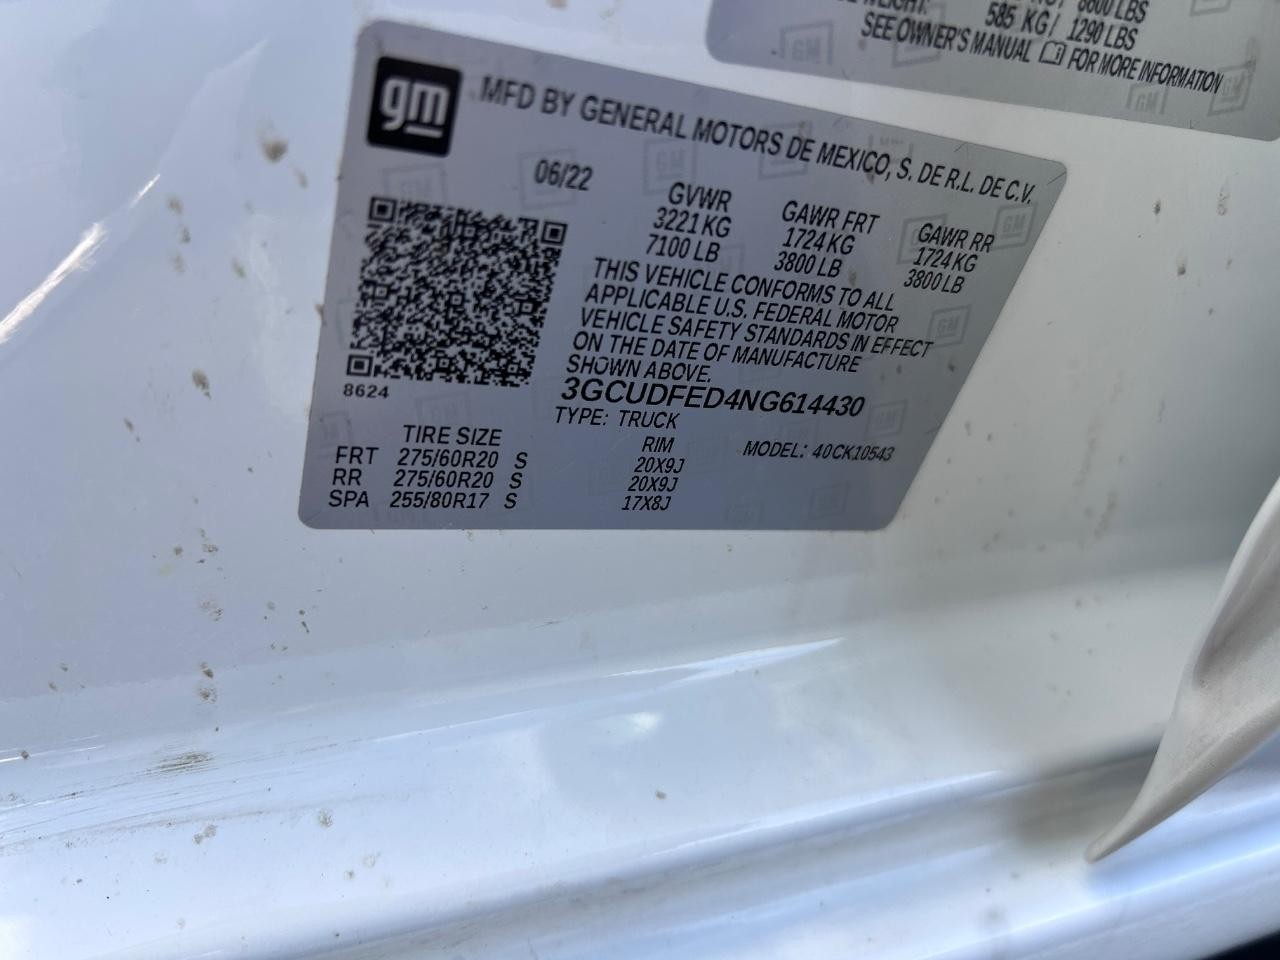 8800 LBS
585 KG/ 1290 LBS
SEE OWNER'S MANUAL FOR MORE INFORMATION
gm
MFD BY GENERAL MOTORS DE MEXICO, S. DE R.L. DE C.V.
06/22
GVWR GAWR FRT GAWR RR
3221 KG 1724 KG 1724 KG
7100 LB 3800 LB 3800 LB
THIS VEHICLE CONFORMS TO ALL
APPLICABLE U.S. FEDERAL MOTOR
VEHICLE SAFETY STANDARDS IN EFFECT
ON THE DATE OF MANUFACTURE
SHOWN ABOVE.
8624
3GCUDFED4NG614430
TYPE: TRUCK
MODEL: 40CK10543
TIRE SIZE RIM
FRT 275/60R20 S 20X9J
RR 275/60R20 S 20X9J
SPA 255/80R17 S 17X8J